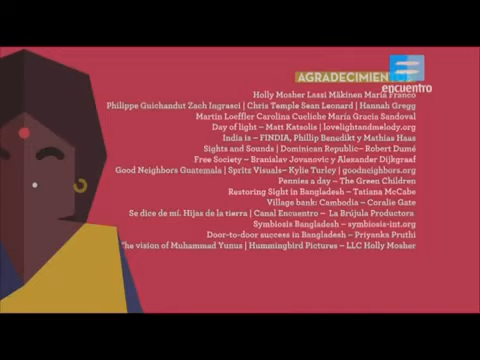 AGRADECIMIEN
encuentro
Holly Mosher Lassi Mäkinen María Franco
Philippe Guichandut Zach Ingrasci | Chris Temple Sean Leonard | Hannah Gregg
Martin Loeffler Carolina Cucliche María Gracia Sandoval
Day of light – Matt Katsolis | lovelightandmelody.org
India is – FINDIA, Phillip Benedikt y Mathias Haas
Sights and Sounds | Dominican Republic– Robert Dumé
Free Society – Branislav Jovanovic y Alexander Dijkgraaf
Good Neighbors Guatemala | Spritz Visuals– Kylie Turley | goodneighors.org
Pennies a day – The Green Children
Restoring Sight in Bangladesh – Tatiana McCabe
Village bank: Cambodia – Coralie Gate
Se dice de mí. Hijas de la tierra | Canal Encuentro – La Brújula Productora
Symbiosis Bangladesh – symbiosis-int.org
Door-to-door success in Bangladesh – Priyanka Pruthi
The vision of Muhammad Yunus | Hummingbird Pictures – LLC Holly Mosher